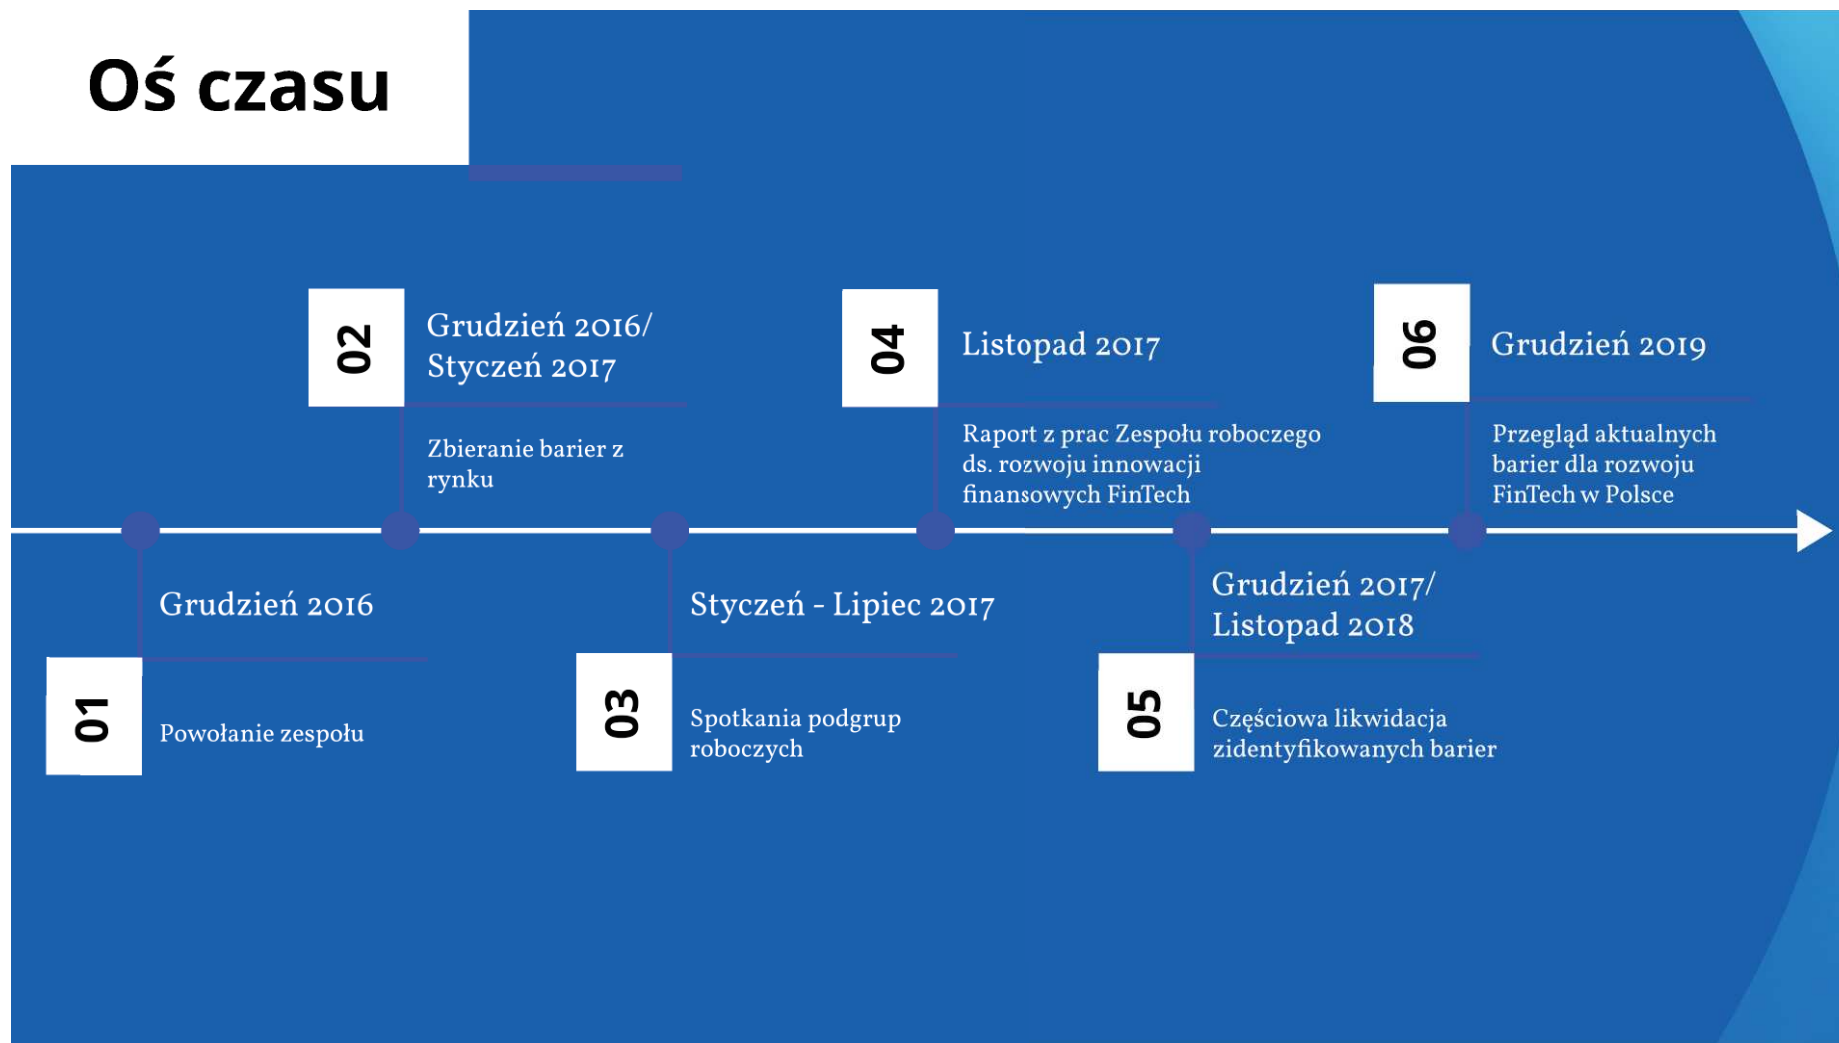 Oś czasu
01
Grudzień 2016
Powołanie zespołu
02
Grudzień 2016/
Styczeń 2017
Zbieranie barier z
rynku
03
Styczeń - Lipiec 2017
Spotkania podgrup
roboczych
04
Listopad 2017
Raport z prac Zespołu roboczego
ds. rozwoju innowacji
finansowych FinTech
05
Grudzień 2017/
Listopad 2018
Częściowa likwidacja
zidentyfikowanych barier
06
Grudzień 2019
Przegląd aktualnych
barier dla rozwoju
FinTech w Polsce